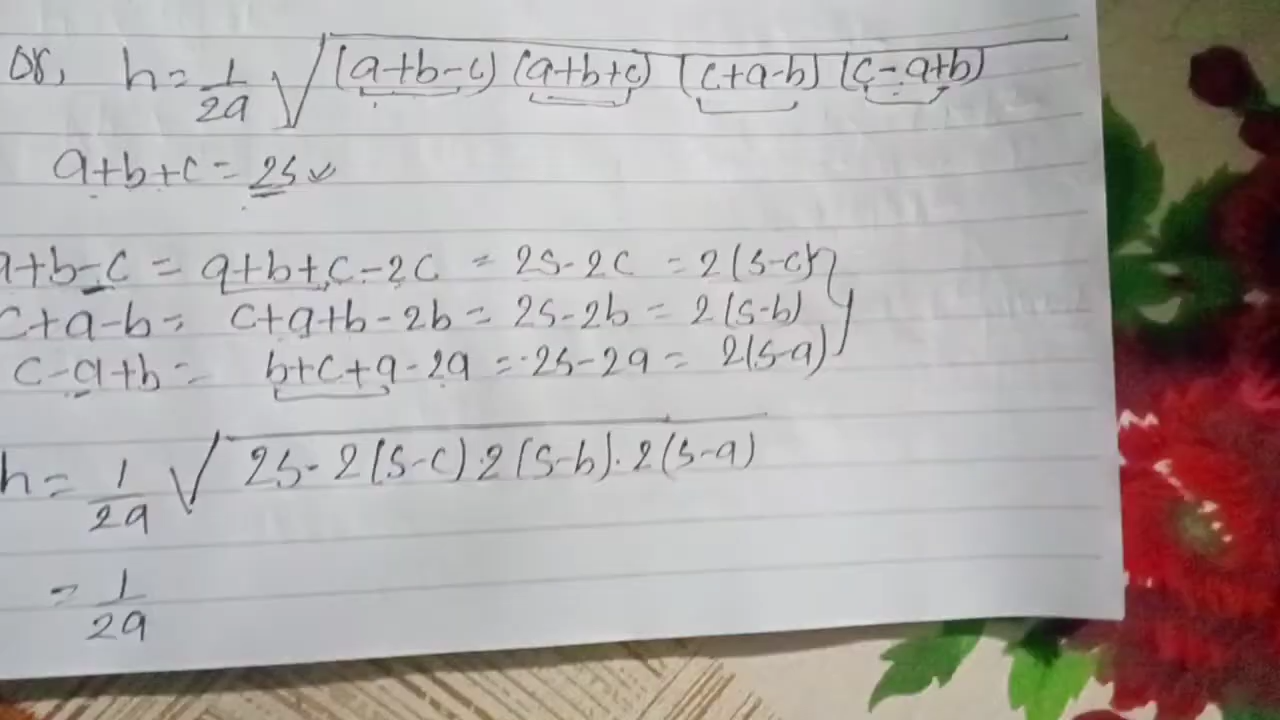 or, h = 1/2a √(a+b-c) (a+b+c) (c+a-b) (c-a+b)
a+b+c = 2s
a+b-c = a+b+c-2c = 2s-2c = 2(s-c)
c+a-b = c+a+b-2b = 2s-2b = 2(s-b)
c-a+b = b+c+a-2a = 2s-2a = 2(s-a)
h = 1/2a √2s·2(s-c)·2(s-b)·2(s-a)
= 1/2a